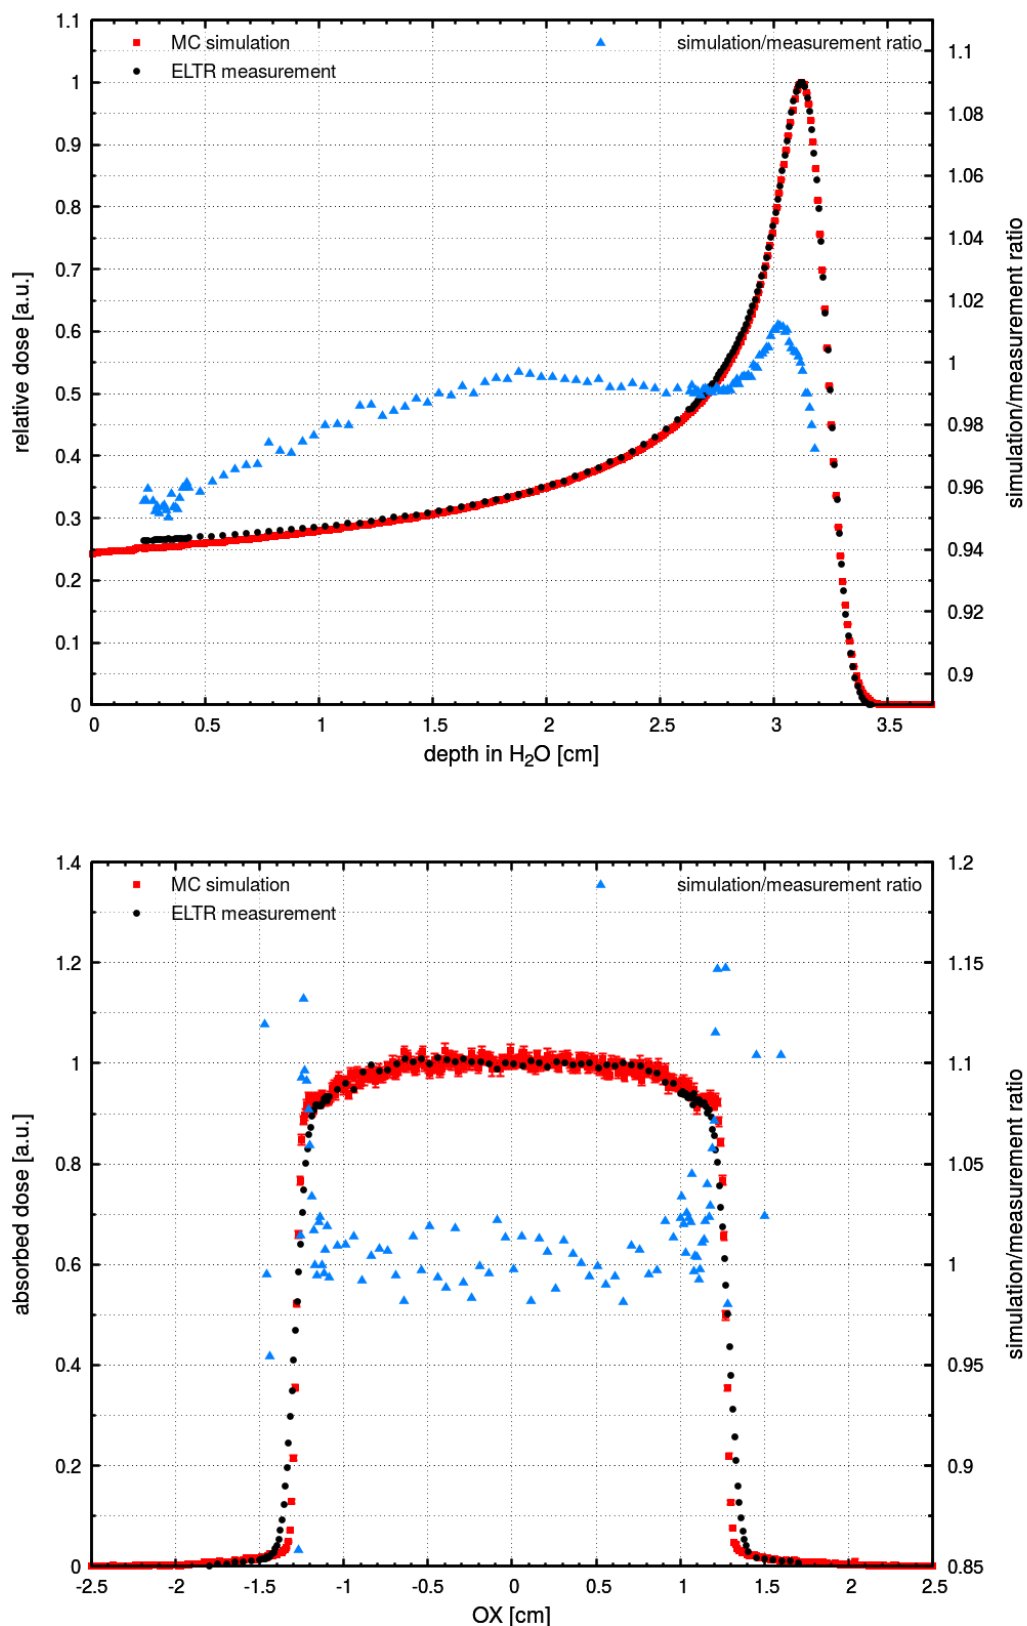 1.1
MC simulation
simulation/measurement ratio
1.1
ELTR measurement
1
1.08
0.9
1.06
0.8
1.04
0.7
1.02
0.6
1
0.5
0.98
0.4
0.96
0.3
0.94
0.2
0.92
0.1
0.9
0
relative dose [a.u.]
simulation/measurement ratio
0 0.5 1 1.5 2 2.5 3 3.5
depth in H2O [cm]
1.4 1.2
MC simulation
simulation/measurement ratio
ELTR measurement
1.2 1.15
1 1.1
0.8 1.05
0.6 1
0.4 0.95
0.2 0.9
0 0.85
absorbed dose [a.u.]
simulation/measurement ratio
-2.5 -2 -1.5 -1 -0.5 0 0.5 1 1.5 2 2.5
OX [cm]